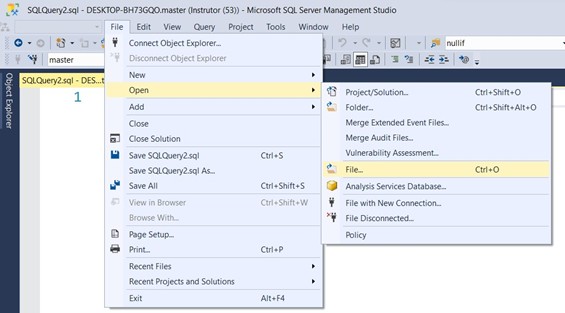 SQLQuery2.sql - DESKTOP-BH73GQO.master (Instrutor (53)) - Microsoft SQL Server Management Studio
File Edit View Query Project Tools Window Help
nullif
master
SQLQuery2.sql - DES...t
Object Explorer
1
Connect Object Explorer...
Disconnect Object Explorer
New
Open
Add
Close
Close Solution
Save SQLQuery2.sql Ctrl+S
Save SQLQuery2.sql As...
Save All Ctrl+Shift+S
View in Browser Ctrl+Shift+W
Browse With...
Page Setup...
Print... Ctrl+P
Recent Files
Recent Projects and Solutions
Exit Alt+F4
Project/Solution... Ctrl+Shift+O
Folder... Ctrl+Shift+Alt+O
Merge Extended Event Files...
Merge Audit Files...
Vulnerability Assessment...
File... Ctrl+O
Analysis Services Database...
File with New Connection...
File Disconnected...
Policy